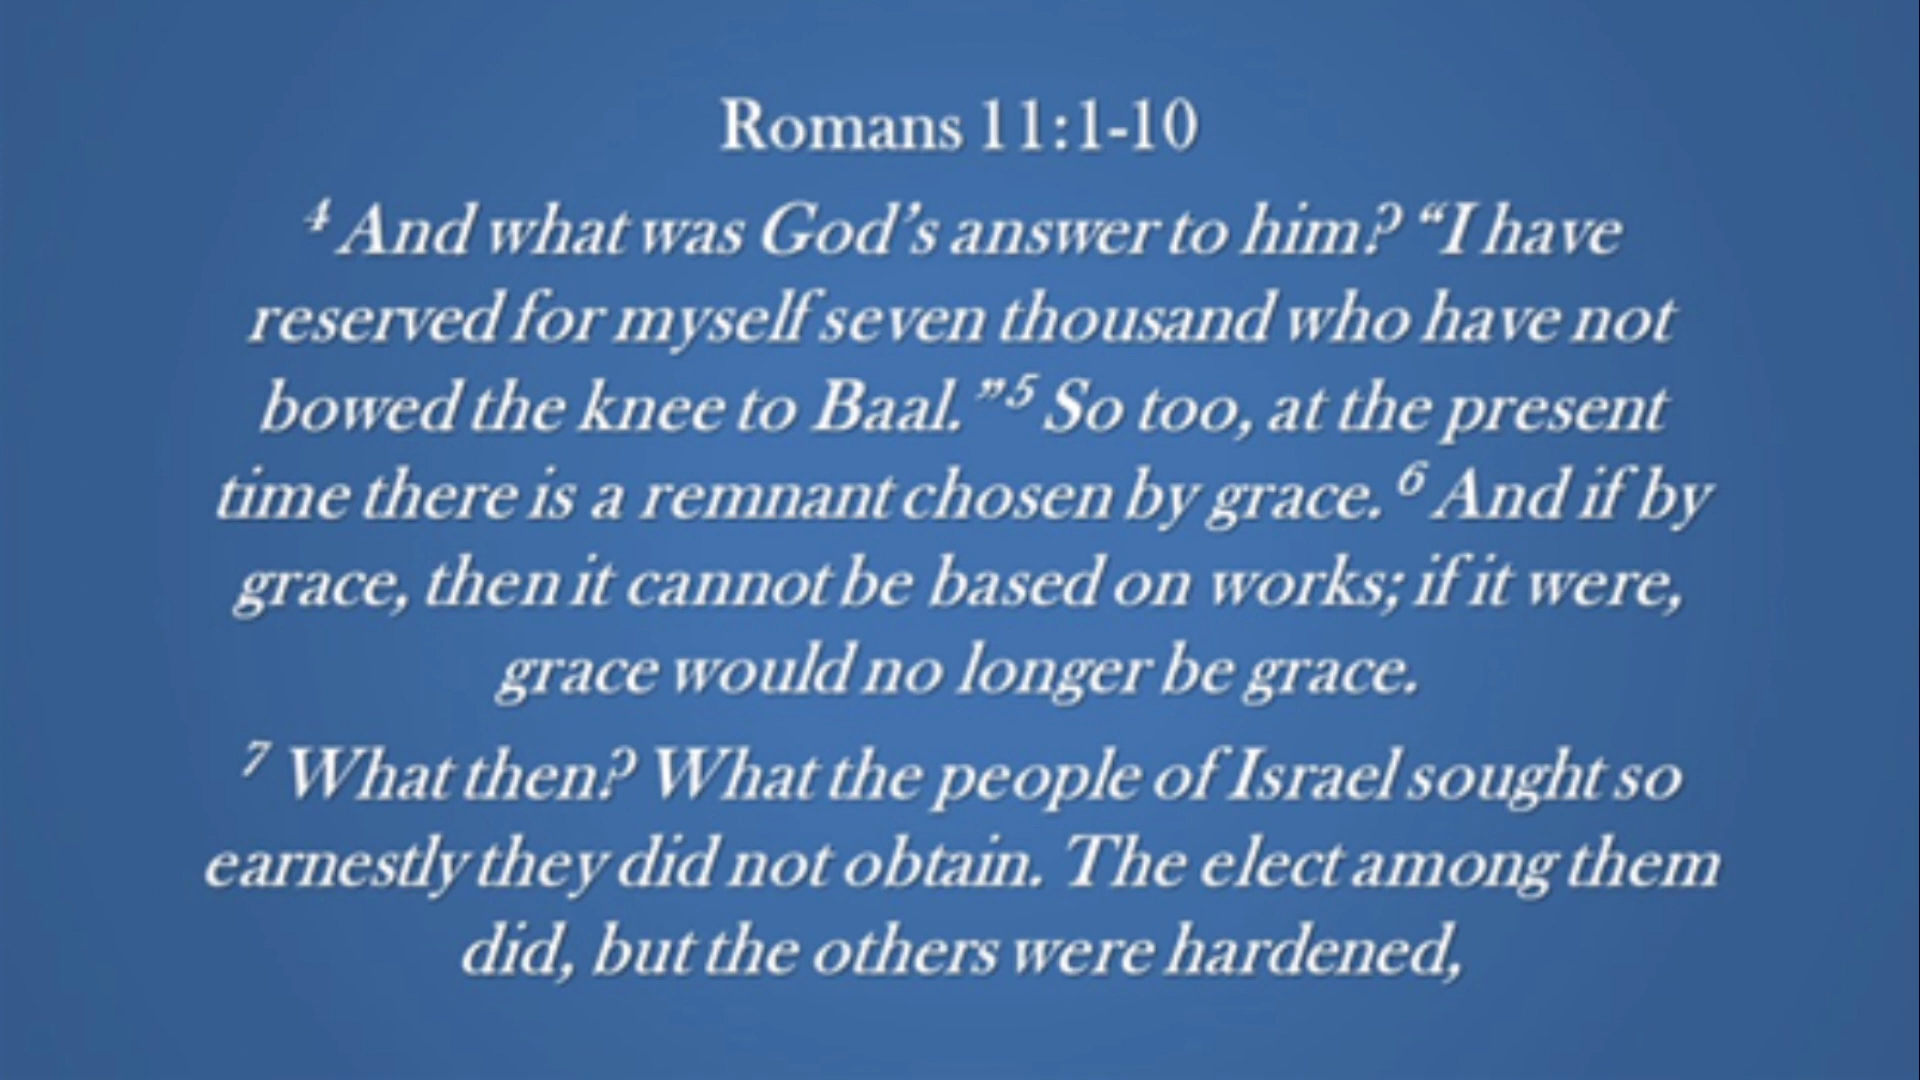 Romans 11:1-10
4 And what was God’s answer to him? “I have
reserved for myself seven thousand who have not
bowed the knee to Baal.”5 So too, at the present
time there is a remnant chosen by grace. 6 And if by
grace, then it cannot be based on works; if it were,
grace would no longer be grace.
7 What then? What the people of Israel sought so
earnestly they did not obtain. The elect among them
did, but the others were hardened,